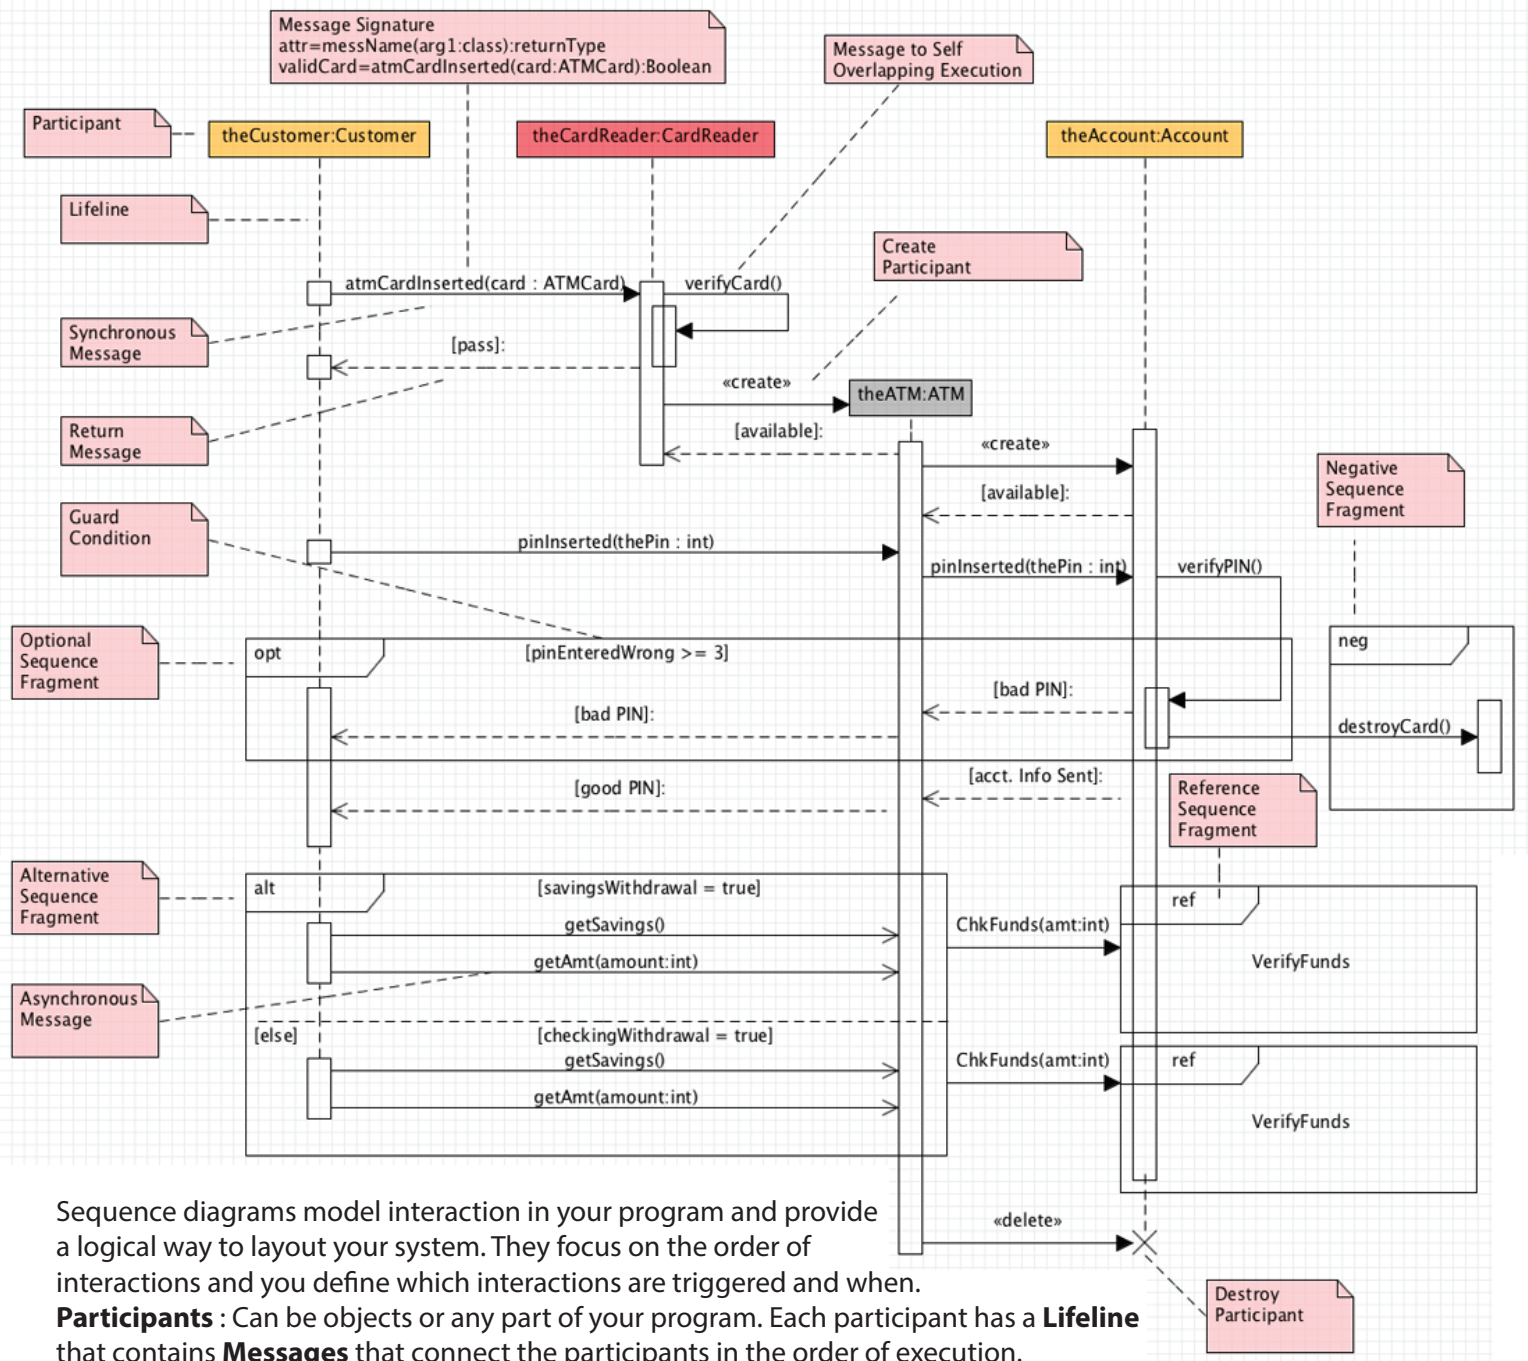 Message Signature
attr=messName(arg1:class):returnType
validCard=atmCardInserted(card:ATMCard):Boolean
Message to Self
Overlapping Execution
Participant
theCustomer:Customer
theCardReader:CardReader
theAccount:Account
Lifeline
Create
Participant
atmCardInserted(card : ATMCard)
verifyCard()
Synchronous
Message
[pass]:
«create»
theATM:ATM
Return
Message
[available]:
«create»
Negative
Sequence
Fragment
[available]:
Guard
Condition
pinInserted(thePin : int)
pinInserted(thePin : int)
verifyPIN()
Optional
Sequence
Fragment
opt
[pinEnteredWrong >= 3]
neg
[bad PIN]:
[bad PIN]:
destroyCard()
[good PIN]:
[acct. Info Sent]:
Reference
Sequence
Fragment
Alternative
Sequence
Fragment
alt
[savingsWithdrawal = true]
ref
getSavings()
ChkFunds(amt:int)
getAmt(amount:int)
VerifyFunds
Asynchronous
Message
[else]
[checkingWithdrawal = true]
getSavings()
ChkFunds(amt:int)
ref
getAmt(amount:int)
VerifyFunds
Sequence diagrams model interaction in your program and provide
a logical way to layout your system. They focus on the order of
interactions and you define which interactions are triggered and when.
«delete»
Destroy
Participant
Participants : Can be objects or any part of your program. Each participant has a Lifeline
that contains Messages that connect the participants in the order of execution.